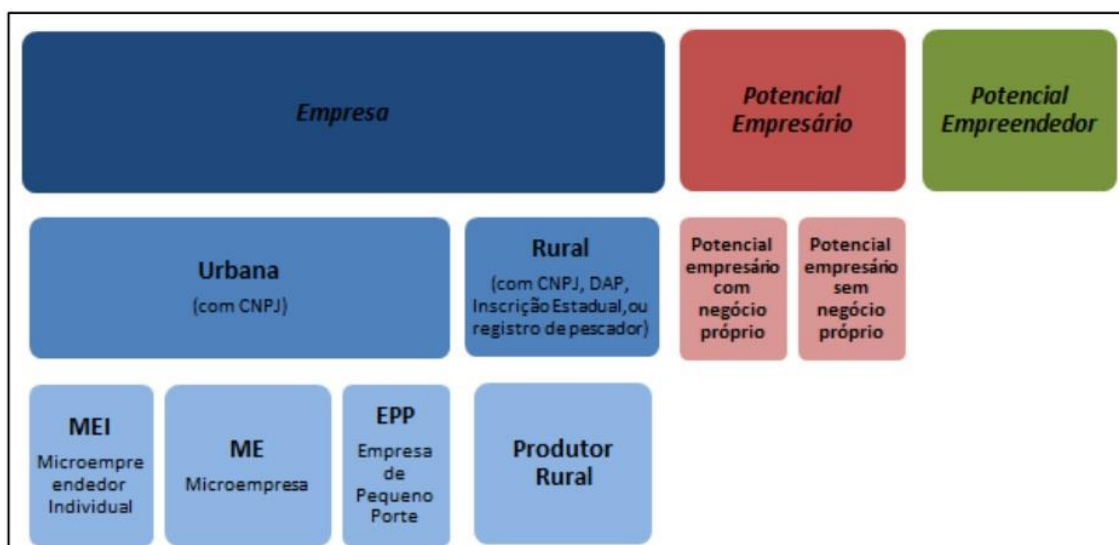 Empresa
Potencial
Empresário
Potencial
Empreendedor
Urbana
(com CNPJ)
Rural
(com CNPJ, DAP,
Inscrição Estadual,ou
registro de pescador)
Potencial
empresário
com
negócio
próprio
Potencial
empresário
sem
negócio
próprio
MEI
Microempre
endedor
Individual
ME
Microempresa
EPP
Empresa
de
Pequeno
Porte
Produtor
Rural